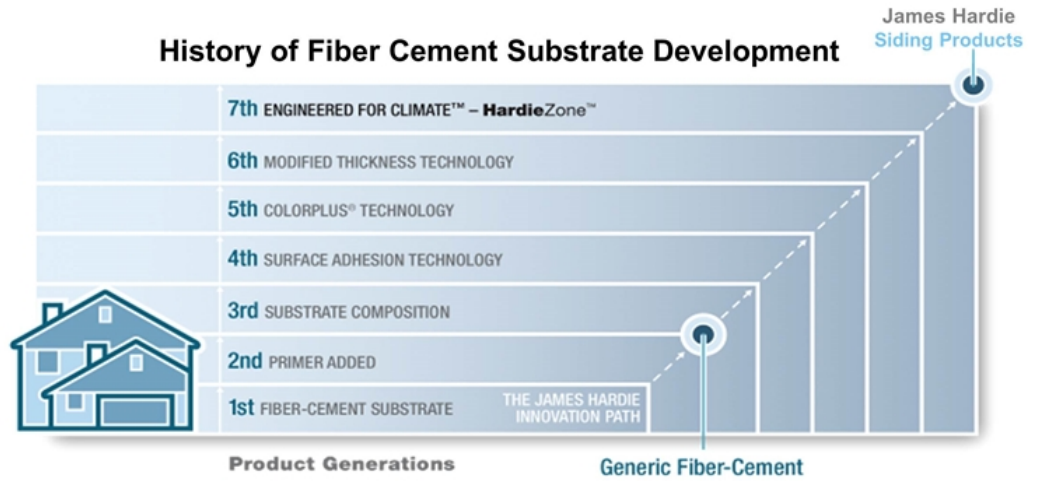 James Hardie
Siding Products
History of Fiber Cement Substrate Development
7th ENGINEERED FOR CLIMATE™ – HardieZone™
6th MODIFIED THICKNESS TECHNOLOGY
5th COLORPLUS® TECHNOLOGY
4th SURFACE ADHESION TECHNOLOGY
3rd SUBSTRATE COMPOSITION
2nd PRIMER ADDED
1st FIBER-CEMENT SUBSTRATE
THE JAMES HARDIE
INNOVATION PATH
Product Generations
Generic Fiber-Cement